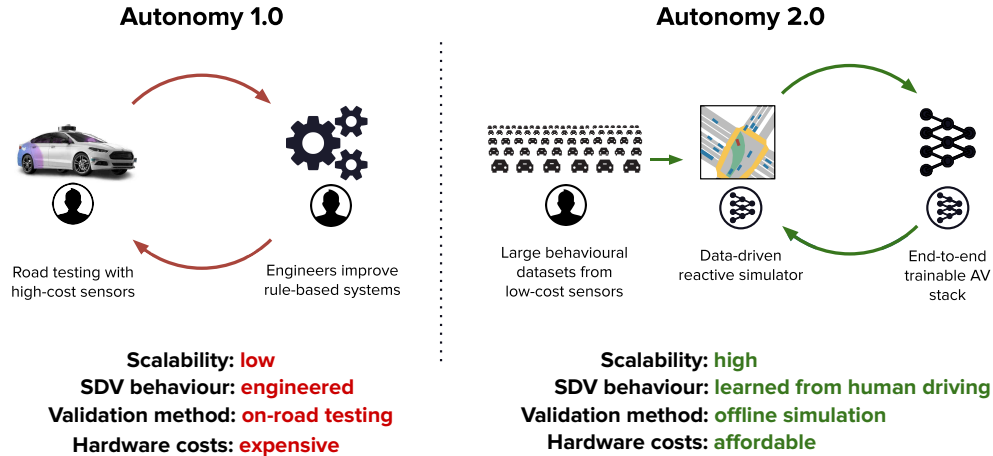 Autonomy 1.0
Road testing with
high-cost sensors
Engineers improve
rule-based systems
Scalability: low
SDV behaviour: engineered
Validation method: on-road testing
Hardware costs: expensive
Autonomy 2.0
Large behavioural
datasets from
low-cost sensors
Data-driven
reactive simulator
End-to-end
trainable AV
stack
Scalability: high
SDV behaviour: learned from human driving
Validation method: offline simulation
Hardware costs: affordable